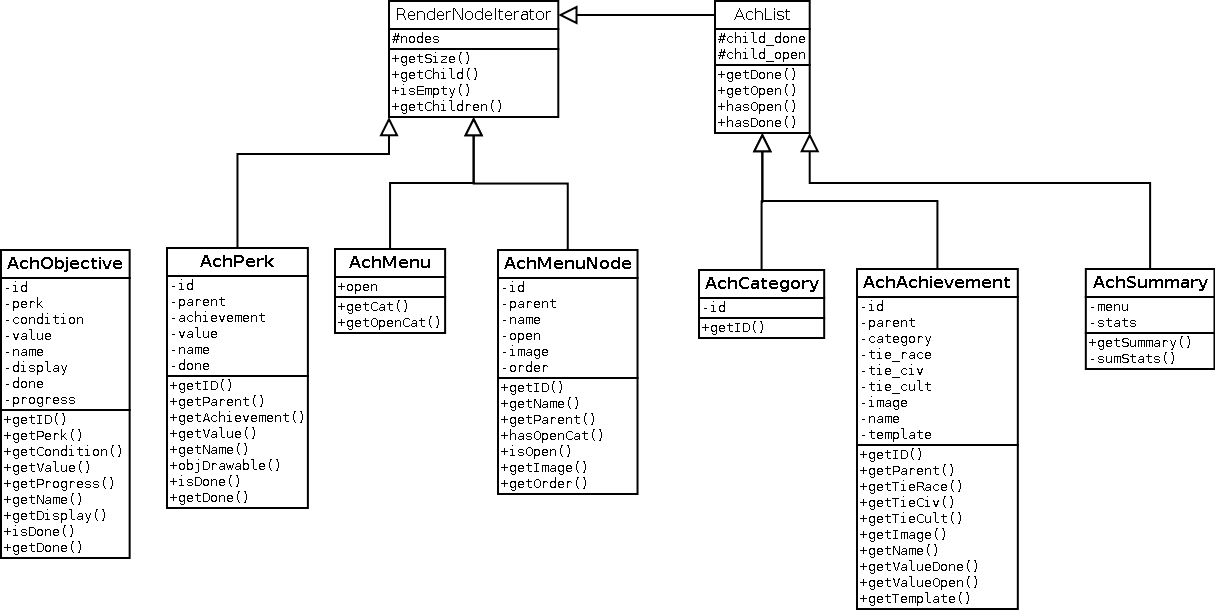 RenderNodeIterator
#nodes
+getSize()
+getChild()
+isEmpty()
+getChildren()
AchList
#child_done
#child_open
+getDone()
+getOpen()
+hasOpen()
+hasDone()
AchObjective
-id
-perk
-condition
-value
-name
-display
-done
-progress
+getID()
+getPerk()
+getCondition()
+getValue()
+getProgress()
+getName()
+getDisplay()
+isDone()
+getDone()
AchPerk
-id
-parent
-achievement
-value
-name
-done
+getID()
+getParent()
+getAchievement()
+getValue()
+getName()
+objDrawable()
+isDone()
+getDone()
AchMenu
+open
+getCat()
+getOpenCat()
AchMenuNode
-id
-parent
-name
-open
-image
-order
+getID()
+getName()
+getParent()
+hasOpenCat()
+isOpen()
+getImage()
+getOrder()
AchCategory
-id
+getID()
AchAchievement
-id
-parent
-category
-tie_race
-tie_civ
-tie_cult
-image
-name
-template
+getID()
+getParent()
+getTieRace()
+getTieCiv()
+getTieCult()
+getImage()
+getName()
+getValueDone()
+getValueOpen()
+getTemplate()
AchSummary
-menu
-stats
+getSummary()
-sumStats()